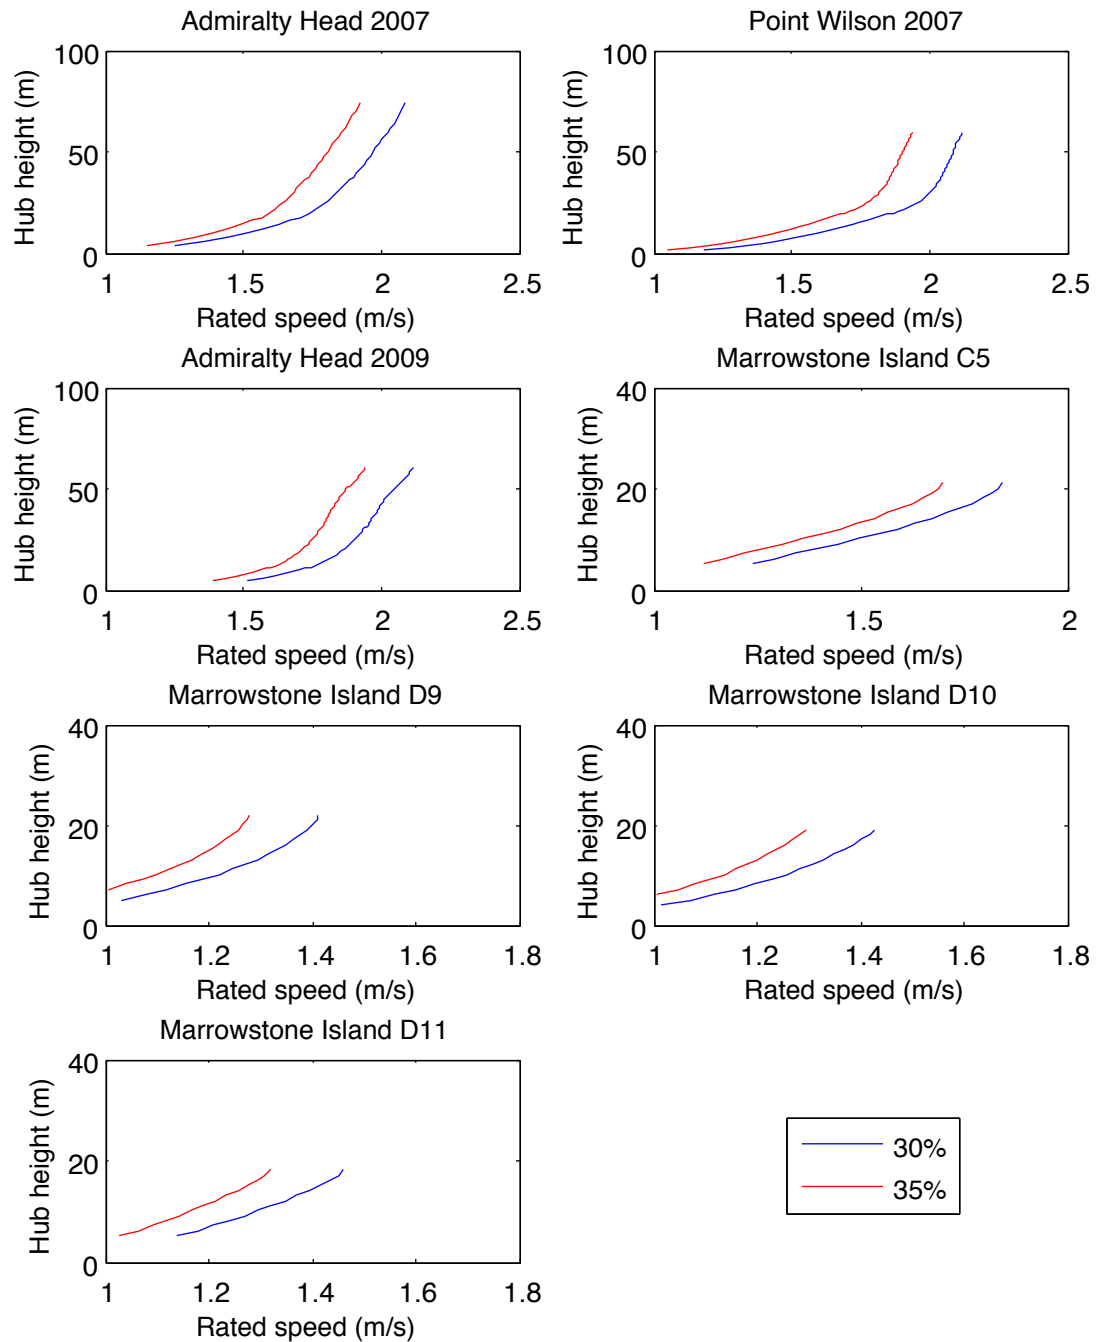 Admiralty Head 2007
100
50
0
Hub height (m)
1 1.5 2 2.5
Rated speed (m/s)
Point Wilson 2007
100
50
0
Hub height (m)
1 1.5 2 2.5
Rated speed (m/s)
Admiralty Head 2009
100
50
0
Hub height (m)
1 1.5 2 2.5
Rated speed (m/s)
Marrowstone Island C5
40
20
0
Hub height (m)
1 1.5 2
Rated speed (m/s)
Marrowstone Island D9
40
20
0
Hub height (m)
1 1.2 1.4 1.6 1.8
Rated speed (m/s)
Marrowstone Island D10
40
20
0
Hub height (m)
1 1.2 1.4 1.6 1.8
Rated speed (m/s)
Marrowstone Island D11
40
20
0
Hub height (m)
1 1.2 1.4 1.6 1.8
Rated speed (m/s)
30%
35%